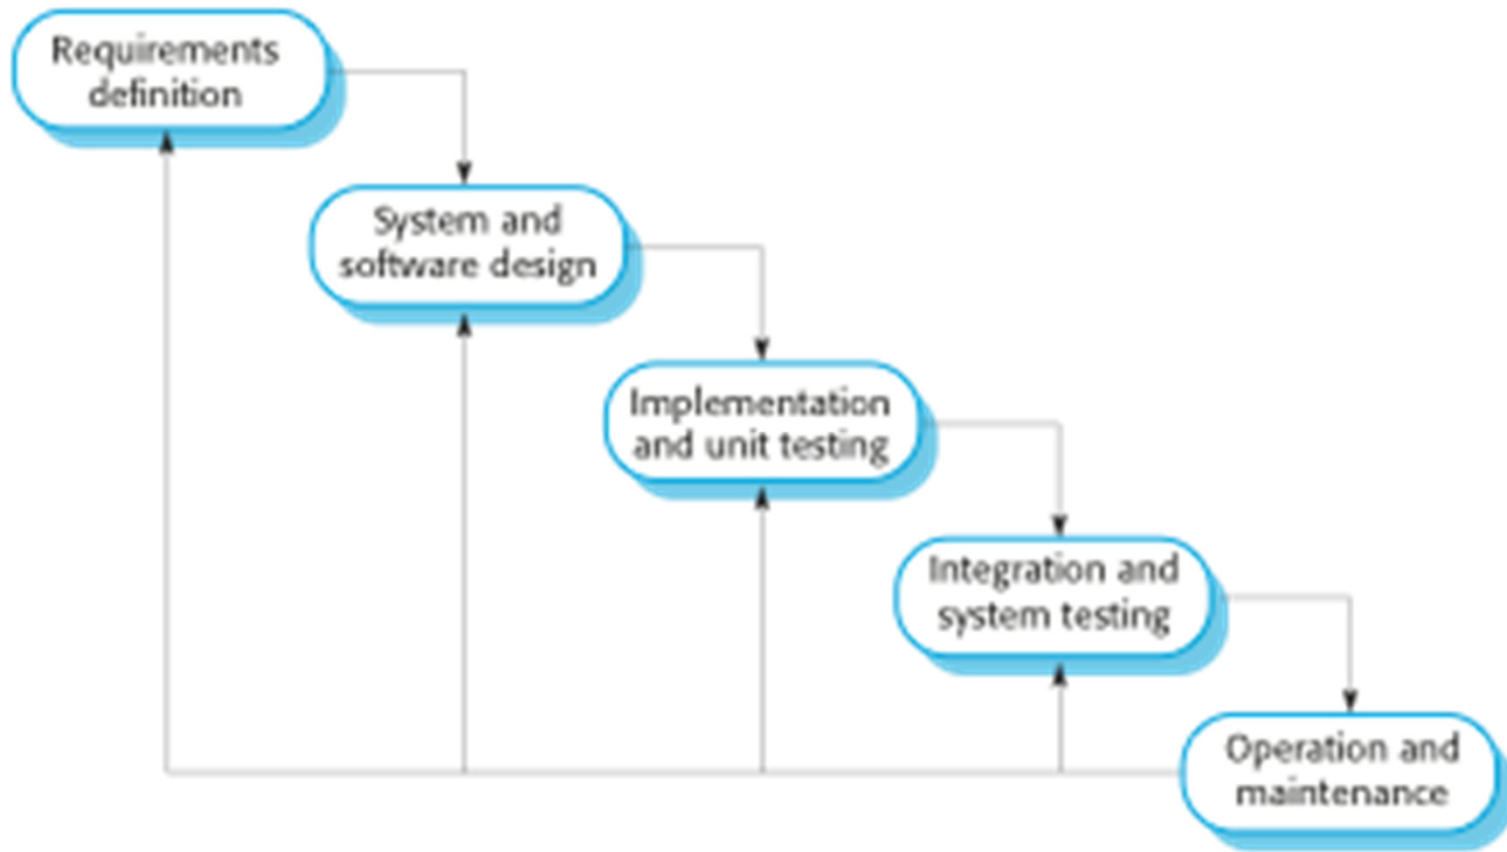 Requirements
definition
System and
software design
Implementation
and unit testing
Integration and
system testing
Operation and
maintenance